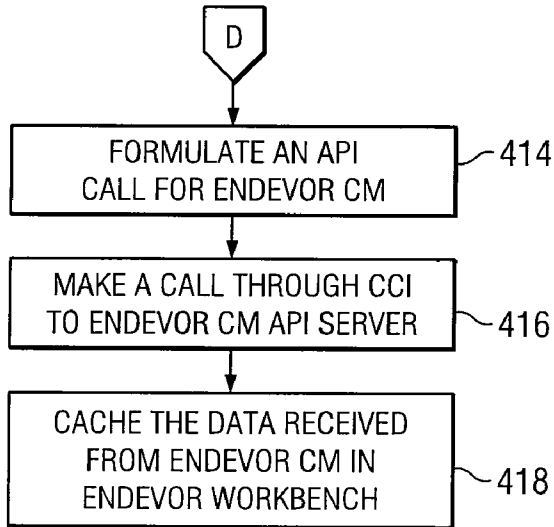 D
FORMULATE AN API
CALL FOR ENDEVOR CM
414
MAKE A CALL THROUGH CCI
TO ENDEVOR CM API SERVER
416
CACHE THE DATA RECEIVED
FROM ENDEVOR CM IN
ENDEVOR WORKBENCH
418